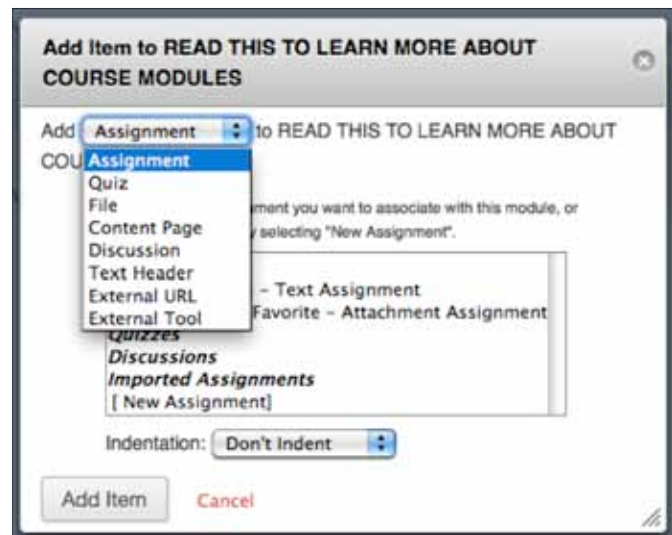 Add Item to READ THIS TO LEARN MORE ABOUT
COURSE MODULES
Add Assignment to READ THIS TO LEARN MORE ABOUT
COU
Assignment
Quiz
File
Content Page
Discussion
Text Header
External URL
External Tool
you want to associate with this module, or
selecting "New Assignment".
– Text Assignment
Favorite – Attachment Assignment
Quizzes
Discussions
Imported Assignments
[ New Assignment]
Indentation: Don't Indent
Add Item Cancel